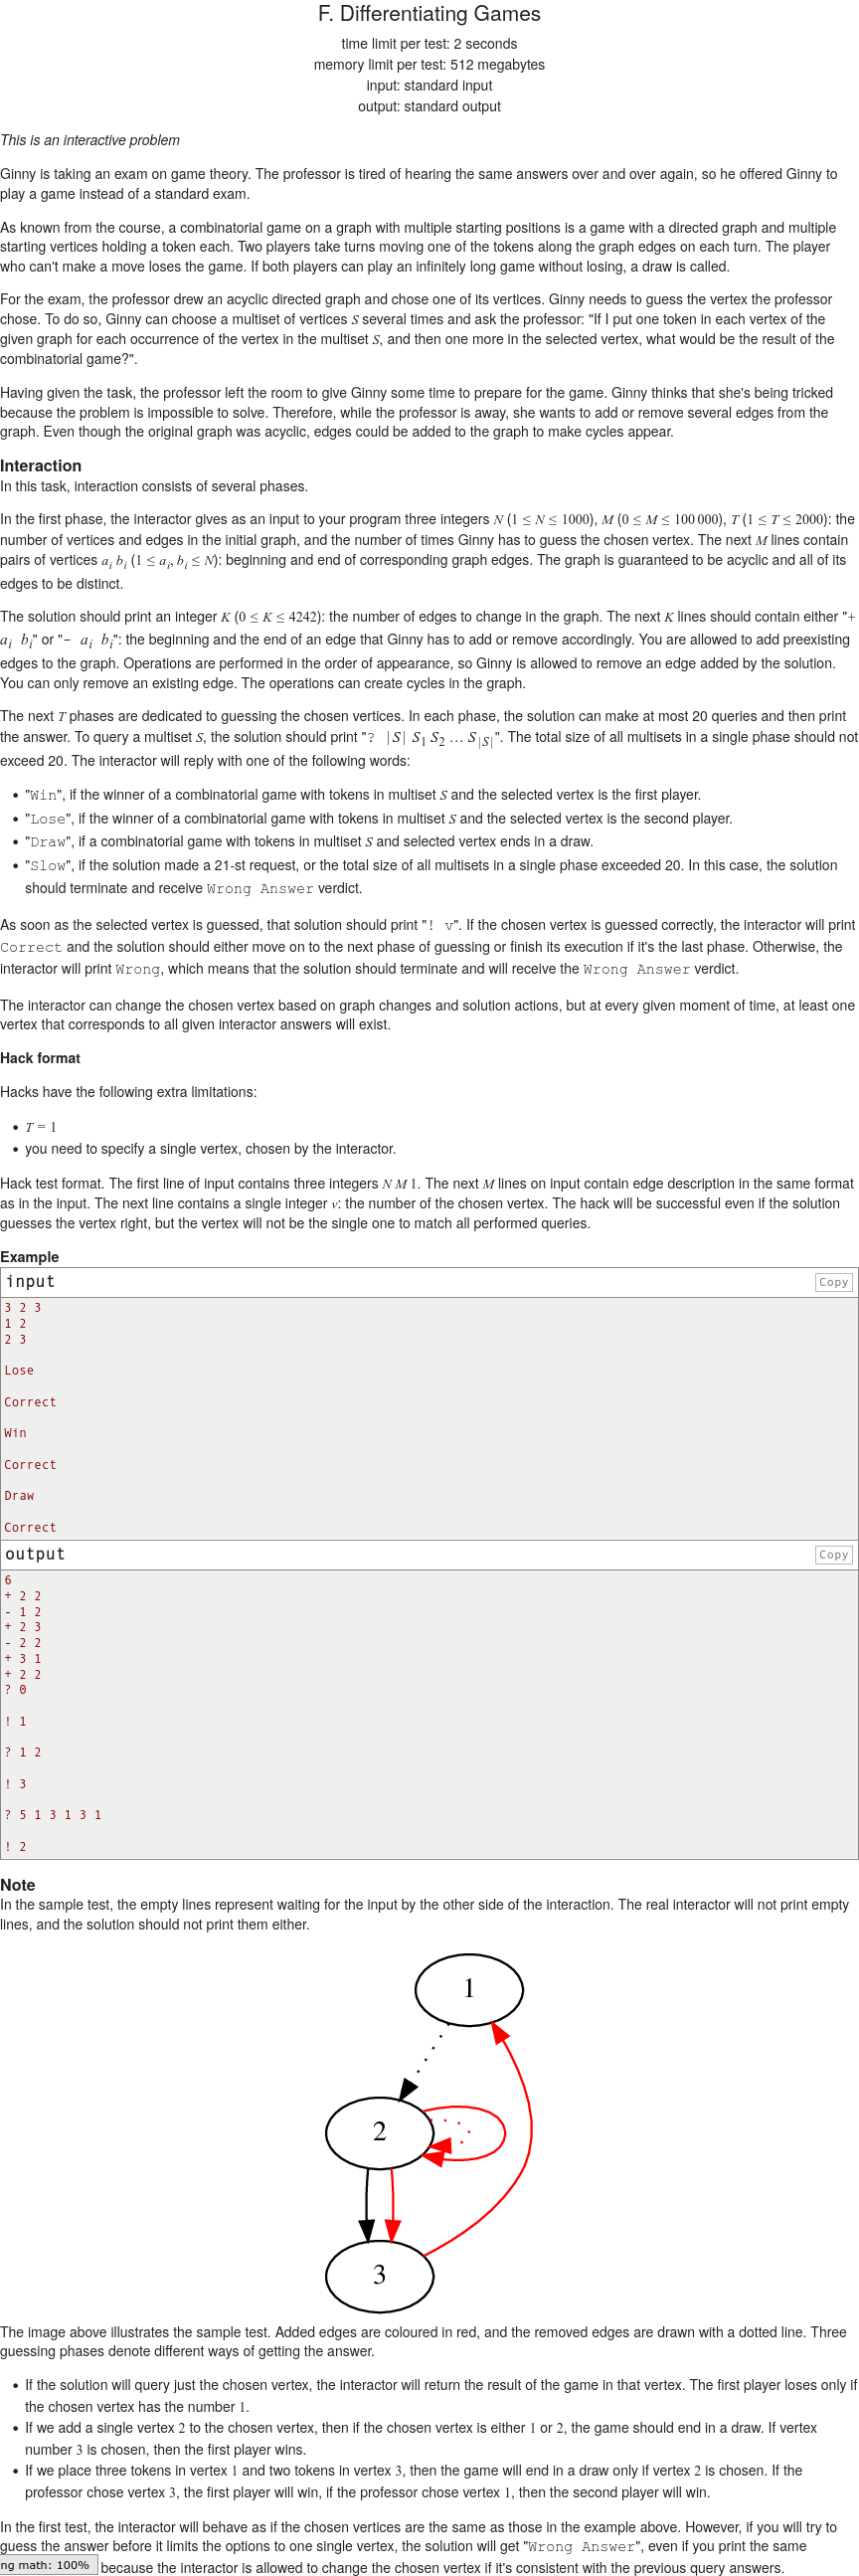 F. Differentiating Games
time limit per test: 2 seconds
memory limit per test: 512 megabytes
input: standard input
output: standard output
This is an interactive problem
Ginny is taking an exam on game theory. The professor is tired of hearing the same answers over and over again, so he offered Ginny to
play a game instead of a standard exam.
As known from the course, a combinatorial game on a graph with multiple starting positions is a game with a directed graph and multiple
starting vertices holding a token each. Two players take turns moving one of the tokens along the graph edges on each turn. The player
who can't make a move loses the game. If both players can play an infinitely long game without losing, a draw is called.
For the exam, the professor drew an acyclic directed graph and chose one of its vertices. Ginny needs to guess the vertex the professor
chose. To do so, Ginny can choose a multiset of vertices S several times and ask the professor: "If I put one token in each vertex of the
given graph for each occurrence of the vertex in the multiset S, and then one more in the selected vertex, what would be the result of the
combinatorial game?".
Having given the task, the professor left the room to give Ginny some time to prepare for the game. Ginny thinks that she's being tricked
because the problem is impossible to solve. Therefore, while the professor is away, she wants to add or remove several edges from the
graph. Even though the original graph was acyclic, edges could be added to the graph to make cycles appear.
Interaction
In this task, interaction consists of several phases.
In the first phase, the interactor gives as an input to your program three integers N (1 ≤ N ≤ 1000), M (0 ≤ M ≤ 100 000), T (1 ≤ T ≤ 2000): the
number of vertices and edges in the initial graph, and the number of times Ginny has to guess the chosen vertex. The next M lines contain
pairs of vertices a_i b_i (1 ≤ a_i, b_i ≤ N): beginning and end of corresponding graph edges. The graph is guaranteed to be acyclic and all of its
edges to be distinct.
The solution should print an integer K (0 ≤ K ≤ 4242): the number of edges to change in the graph. The next K lines should contain either "+
a_i b_i" or "- a_i b_i": the beginning and the end of an edge that Ginny has to add or remove accordingly. You are allowed to add preexisting
edges to the graph. Operations are performed in the order of appearance, so Ginny is allowed to remove an edge added by the solution.
You can only remove an existing edge. The operations can create cycles in the graph.
The next T phases are dedicated to guessing the chosen vertices. In each phase, the solution can make at most 20 queries and then print
the answer. To query a multiset S, the solution should print "? |S| S_1 S_2 … S_|S|". The total size of all multisets in a single phase should not
exceed 20. The interactor will reply with one of the following words:
• "Win", if the winner of a combinatorial game with tokens in multiset S and the selected vertex is the first player.
• "Lose", if the winner of a combinatorial game with tokens in multiset S and the selected vertex is the second player.
• "Draw", if a combinatorial game with tokens in multiset S and selected vertex ends in a draw.
• "Slow", if the solution made a 21-st request, or the total size of all multisets in a single phase exceeded 20. In this case, the solution
should terminate and receive Wrong Answer verdict.
As soon as the selected vertex is guessed, that solution should print "! v". If the chosen vertex is guessed correctly, the interactor will print
Correct and the solution should either move on to the next phase of guessing or finish its execution if it's the last phase. Otherwise, the
interactor will print Wrong, which means that the solution should terminate and will receive the Wrong Answer verdict.
The interactor can change the chosen vertex based on graph changes and solution actions, but at every given moment of time, at least one
vertex that corresponds to all given interactor answers will exist.
Hack format
Hacks have the following extra limitations:
• T = 1
• you need to specify a single vertex, chosen by the interactor.
Hack test format. The first line of input contains three integers N M 1. The next M lines on input contain edge description in the same format
as in the input. The next line contains a single integer v: the number of the chosen vertex. The hack will be successful even if the solution
guesses the vertex right, but the vertex will not be the single one to match all performed queries.
Example
input
Copy
3 2 3
1 2
2 3
Lose
Correct
Win
Correct
Draw
Correct
output
Copy
6
+ 2 2
- 1 2
+ 2 3
- 2 2
+ 3 1
+ 2 2
? 0
! 1
? 1 2
! 3
? 5 1 3 1 3 1
! 2
Note
In the sample test, the empty lines represent waiting for the input by the other side of the interaction. The real interactor will not print empty
lines, and the solution should not print them either.
1
2
3
The image above illustrates the sample test. Added edges are coloured in red, and the removed edges are drawn with a dotted line. Three
guessing phases denote different ways of getting the answer.
• If the solution will query just the chosen vertex, the interactor will return the result of the game in that vertex. The first player loses only if
the chosen vertex has the number 1.
• If we add a single vertex 2 to the chosen vertex, then if the chosen vertex is either 1 or 2, the game should end in a draw. If vertex
number 3 is chosen, then the first player wins.
• If we place three tokens in vertex 1 and two tokens in vertex 3, then the game will end in a draw only if vertex 2 is chosen. If the
professor chose vertex 3, the first player will win, if the professor chose vertex 1, then the second player will win.
In the first test, the interactor will behave as if the chosen vertices are the same as those in the example above. However, if you will try to
guess the answer before it limits the options to one single vertex, the solution will get "Wrong Answer", even if you print the same
ng math: 100% because the interactor is allowed to change the chosen vertex if it's consistent with the previous query answers.